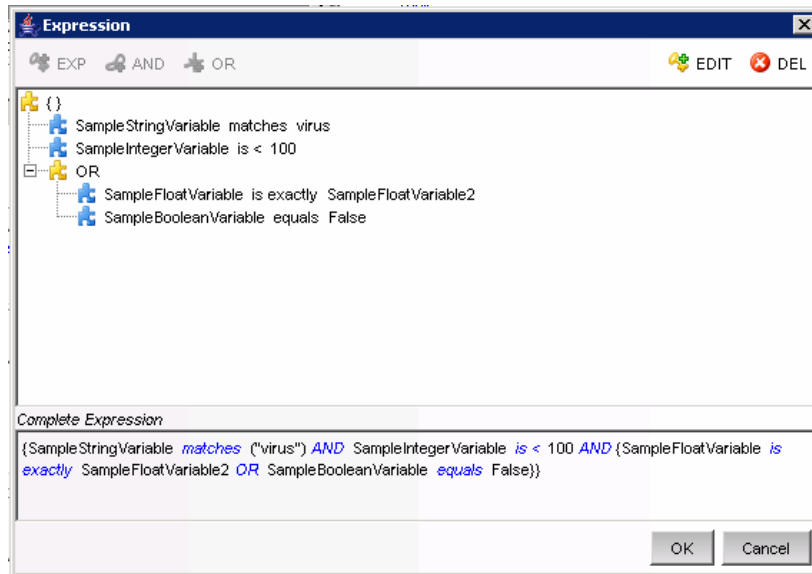 Expression
EXP AND OR EDIT DEL
{}
SampleStringVariable matches virus
SampleIntegerVariable is < 100
OR
SampleFloatVariable is exactly SampleFloatVariable2
SampleBooleanVariable equals False
Complete Expression
{SampleStringVariable matches ("virus") AND SampleIntegerVariable is < 100 AND {SampleFloatVariable is
exactly SampleFloatVariable2 OR SampleBooleanVariable equals False}}
OK Cancel